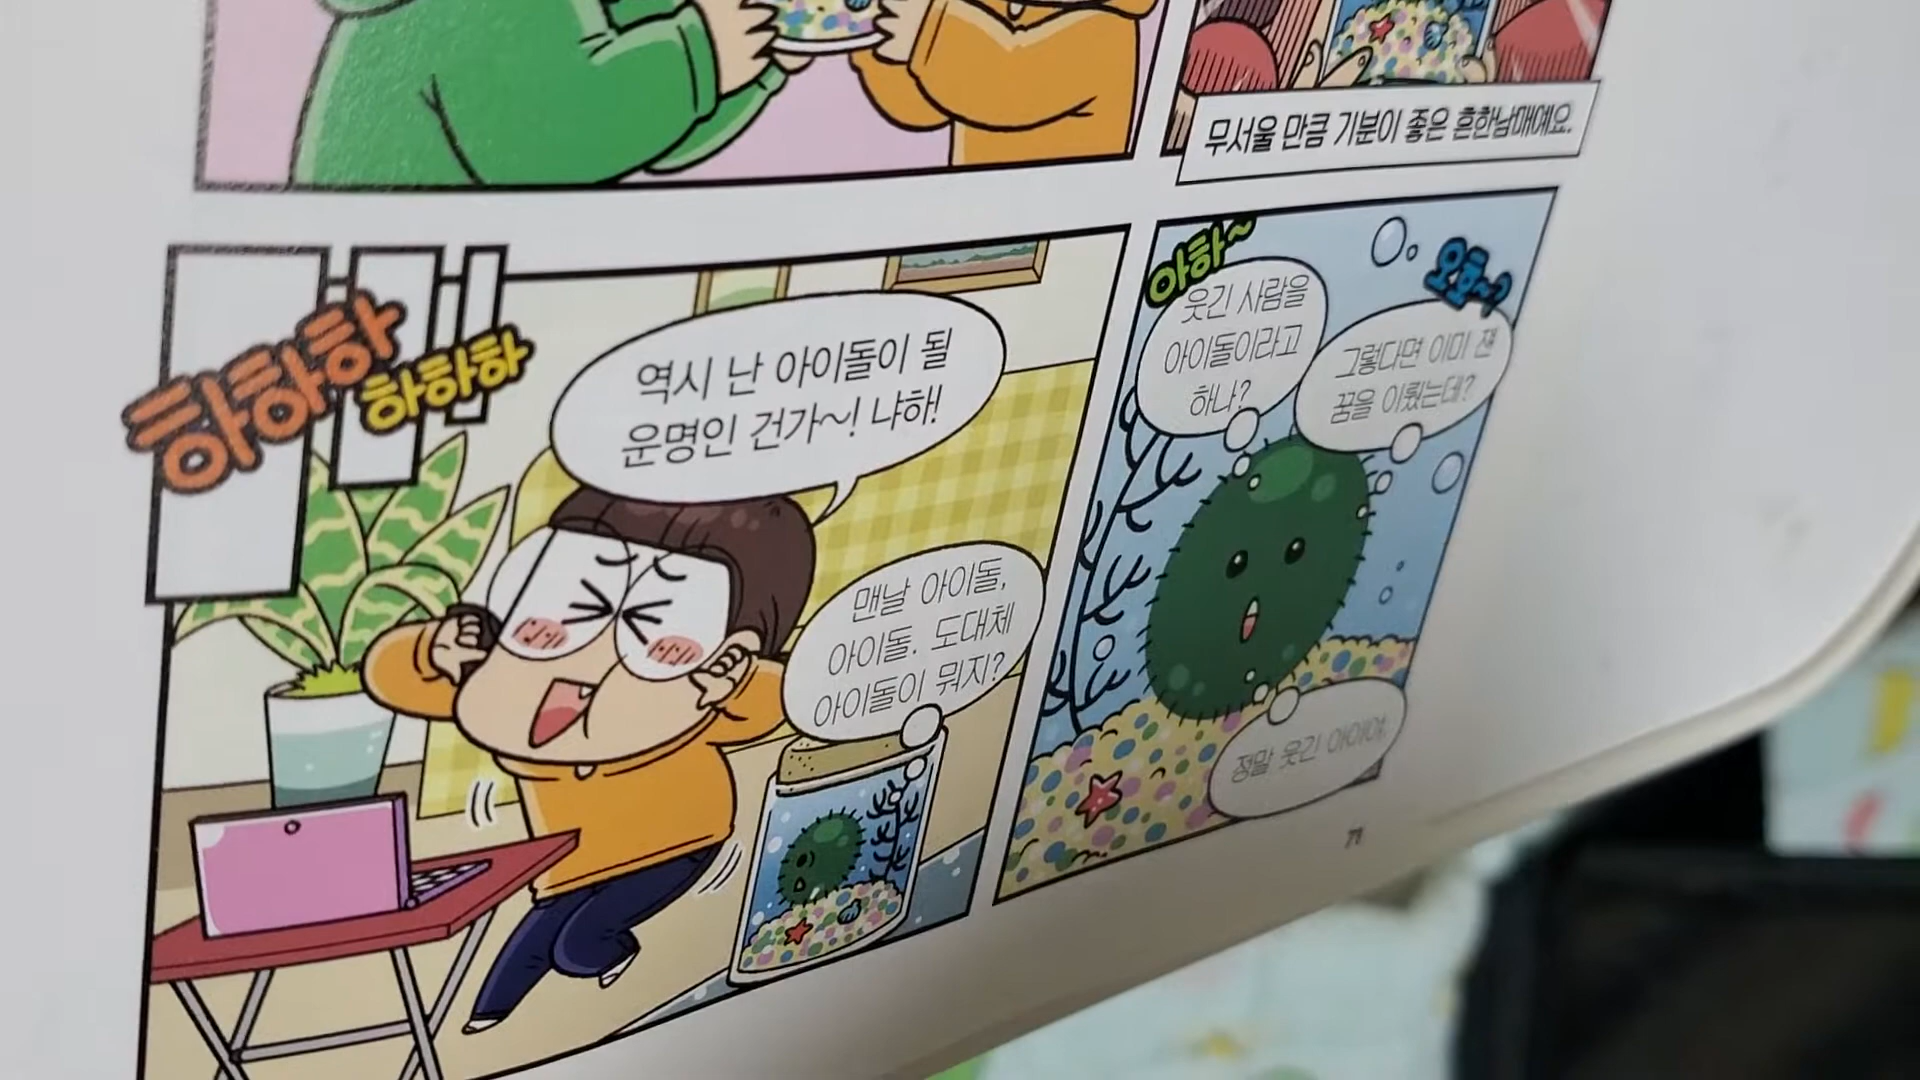 무서울 만큼 기분이 좋은 흔한남매예요.
하하하
하하하
역시 난 아이돌이 될
운명인 건가~! 냐하!
맨날 아이돌,
아이돌. 도대체
아이돌이 뭐지?
아하~
웃긴 사람을
아이돌이라고
하나?
오호~
그렇다면 이미 쟨
꿈을 이뤘는데?
정말 웃긴 아이야.
71